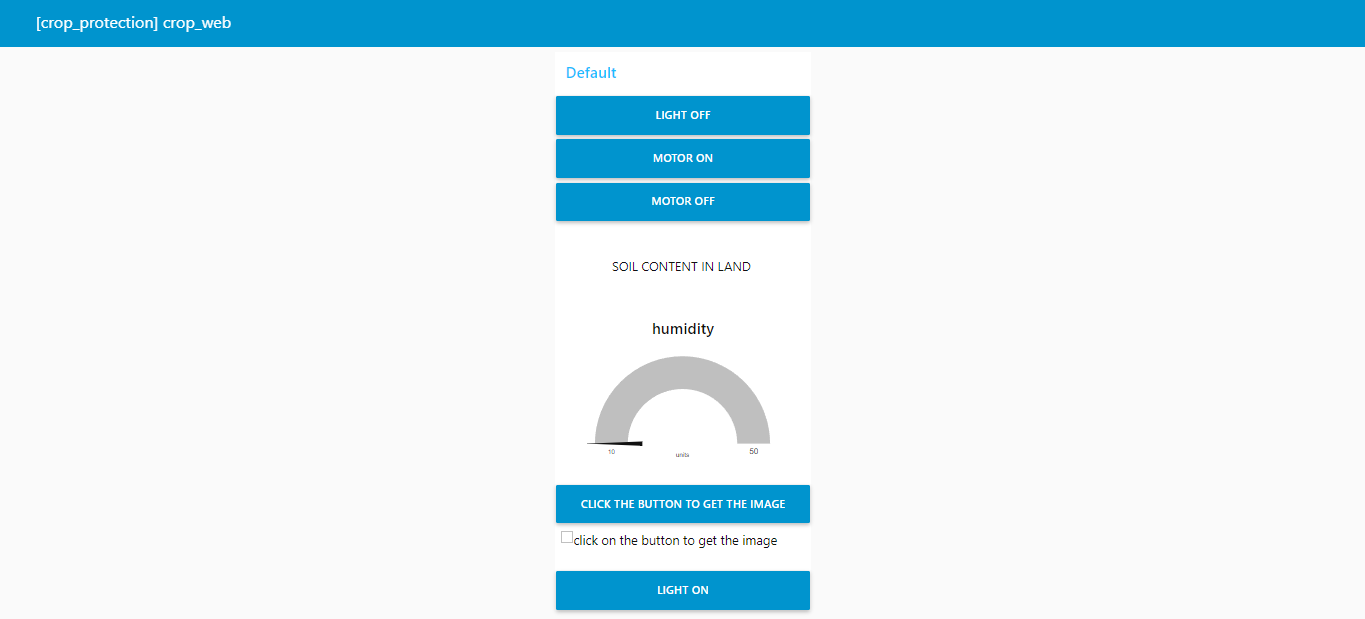 [crop_protection] crop_web
Default
LIGHT OFF
MOTOR ON
MOTOR OFF
SOIL CONTENT IN LAND
humidity
10
units
50
CLICK THE BUTTON TO GET THE IMAGE
click on the button to get the image
LIGHT ON